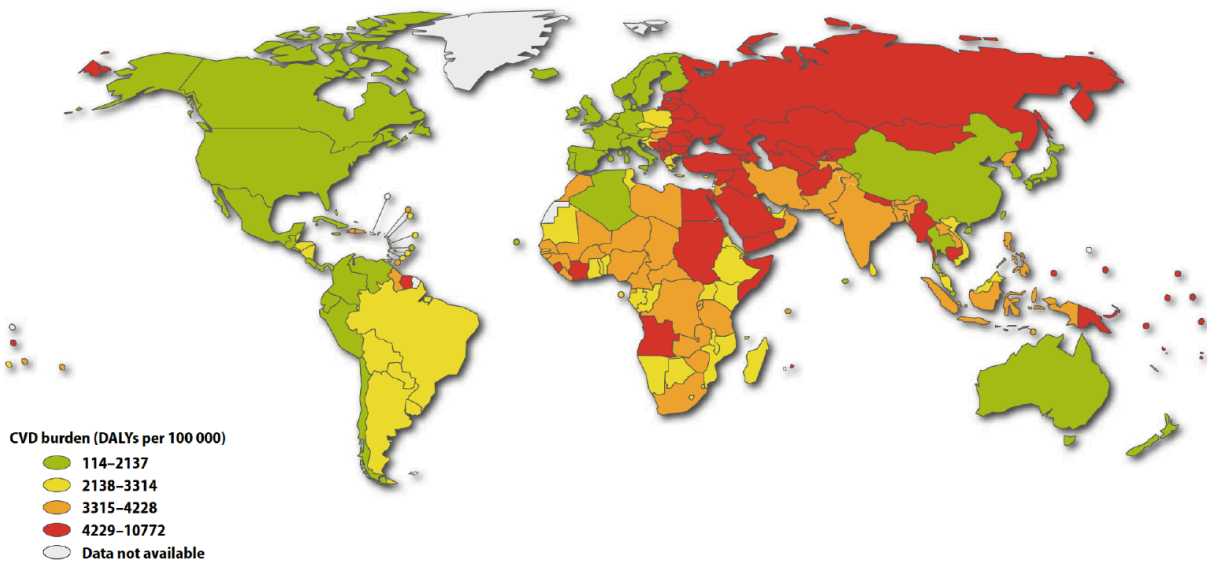 CVD burden (DALYs per 100 000)
114–2137
2138–3314
3315–4228
4229–10772
Data not available